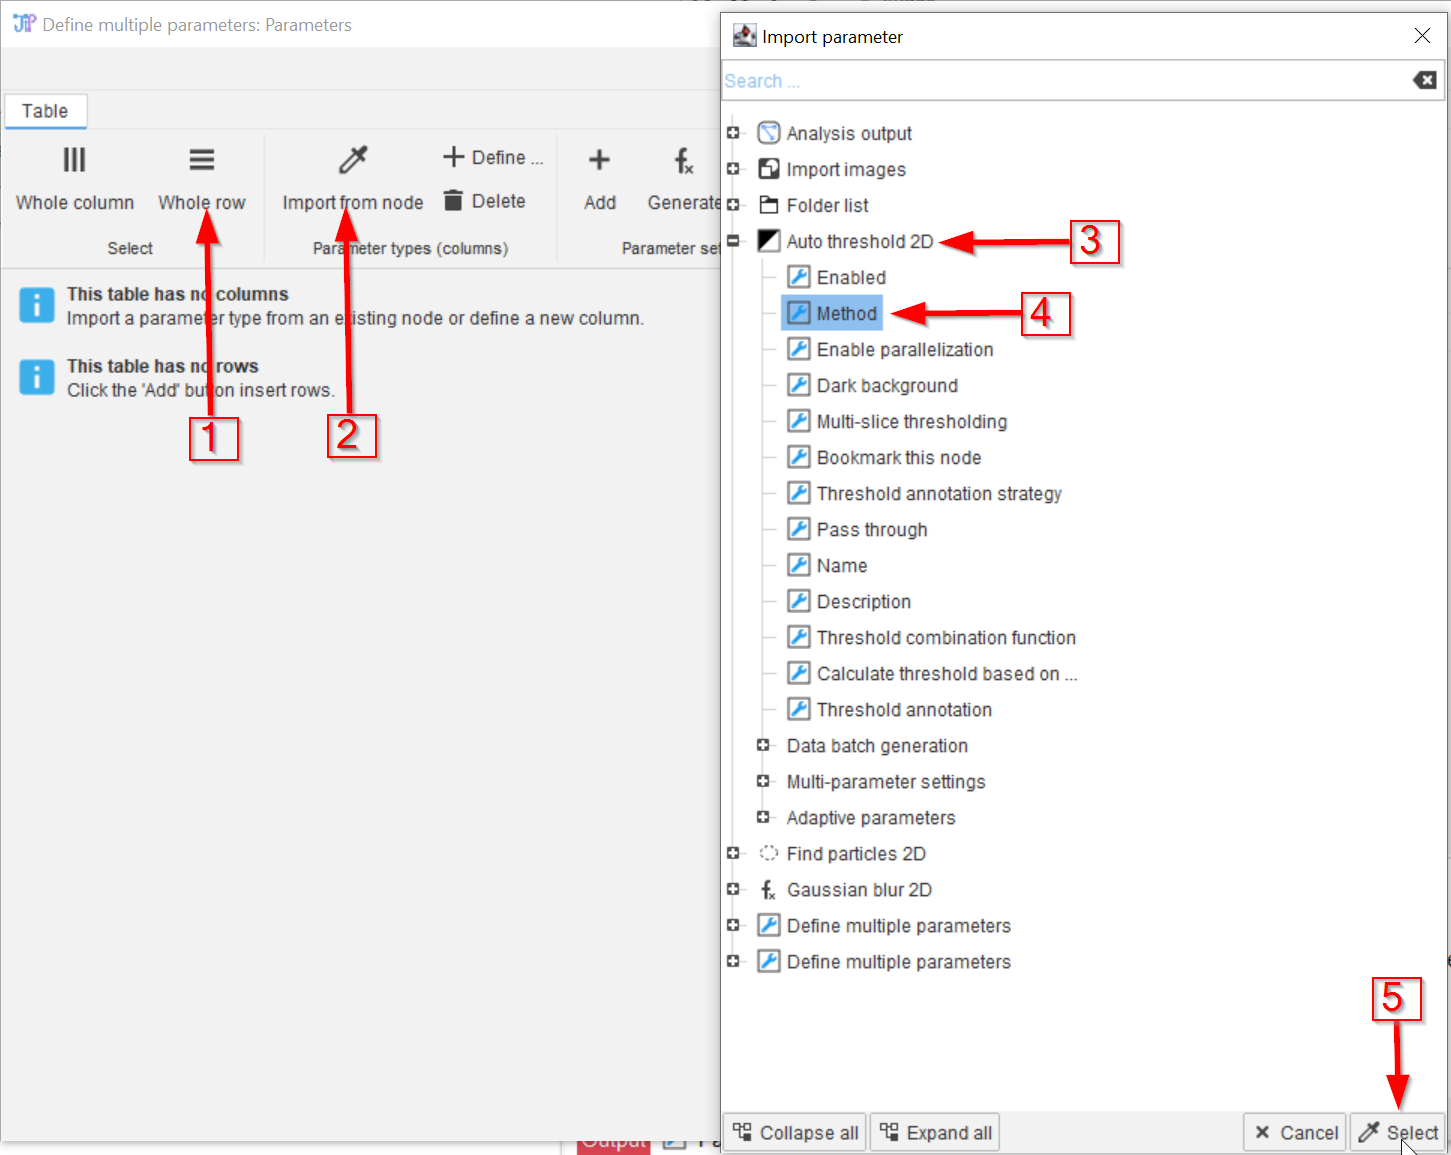 Define multiple parameters: Parameters
Table
Whole column
Whole row
Select
Import from node
Define ...
Delete
Parameter types (columns)
Add
Generate
Parameter set
This table has no columns
Import a parameter type from an existing node or define a new column.
This table has no rows
Click the 'Add' button insert rows.
1
2
Import parameter
Search ...
Analysis output
Import images
Folder list
Auto threshold 2D
3
Enabled
Method
4
Enable parallelization
Dark background
Multi-slice thresholding
Bookmark this node
Threshold annotation strategy
Pass through
Name
Description
Threshold combination function
Calculate threshold based on ...
Threshold annotation
Data batch generation
Multi-parameter settings
Adaptive parameters
Find particles 2D
Gaussian blur 2D
Define multiple parameters
Define multiple parameters
5
Collapse all
Expand all
Cancel
Select
Output